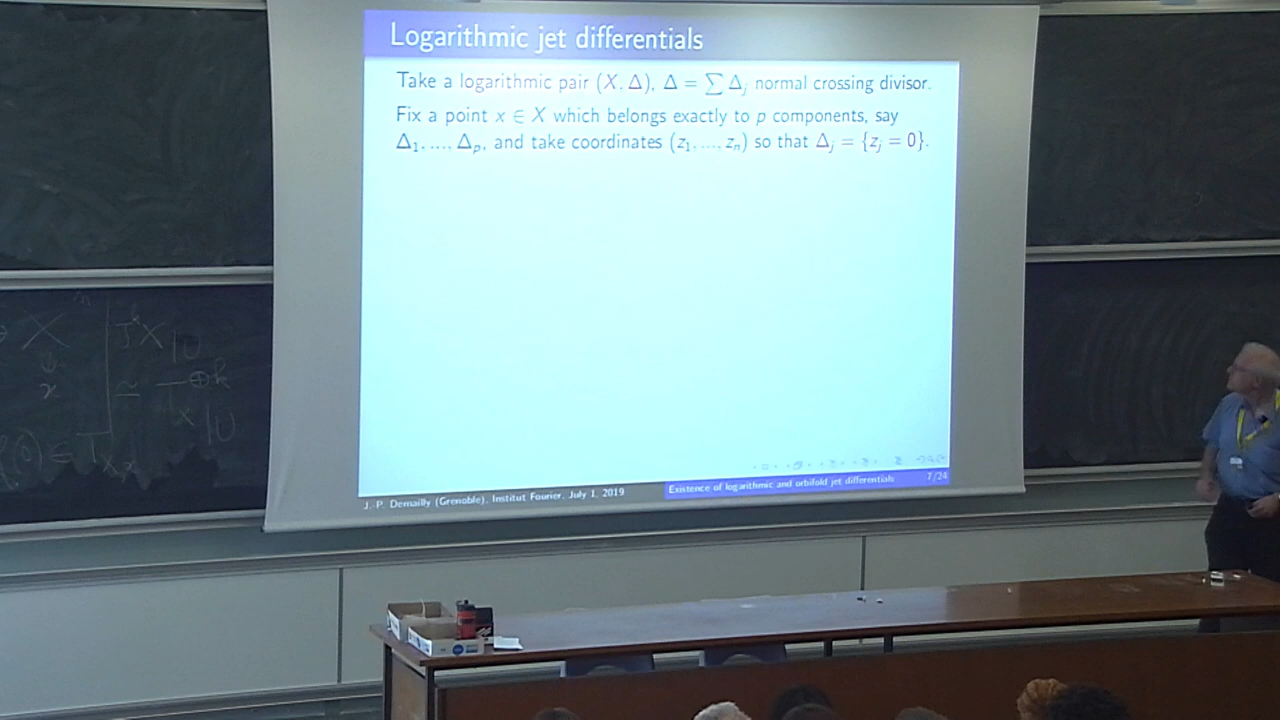 Logarithmic jet differentials
Take a logarithmic pair (X, Δ), Δ = ∑ Δⱼ normal crossing divisor.
Fix a point x ∈ X which belongs exactly to p components, say
Δ₁, ..., Δₚ, and take coordinates (z₁, ..., zₙ) so that Δⱼ = {zⱼ = 0}.
J. P. Demailly (Grenoble), Institut Fourier, July 1, 2019
Existence of logarithmic and orbifold jet differentials 7/24
X
x
JᵏX|U
≃ T ⊕k
X |U
(0) ∈ T